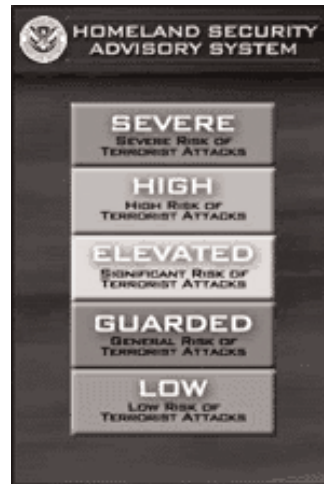 HOMELAND SECURITY
ADVISORY SYSTEM
SEVERE
SEVERE RISK OF
TERRORIST ATTACKS
HIGH
HIGH RISK OF
TERRORIST ATTACKS
ELEVATED
SIGNIFICANT RISK OF
TERRORIST ATTACKS
GUARDED
GENERAL RISK OF
TERRORIST ATTACKS
LOW
LOW RISK OF
TERRORIST ATTACKS